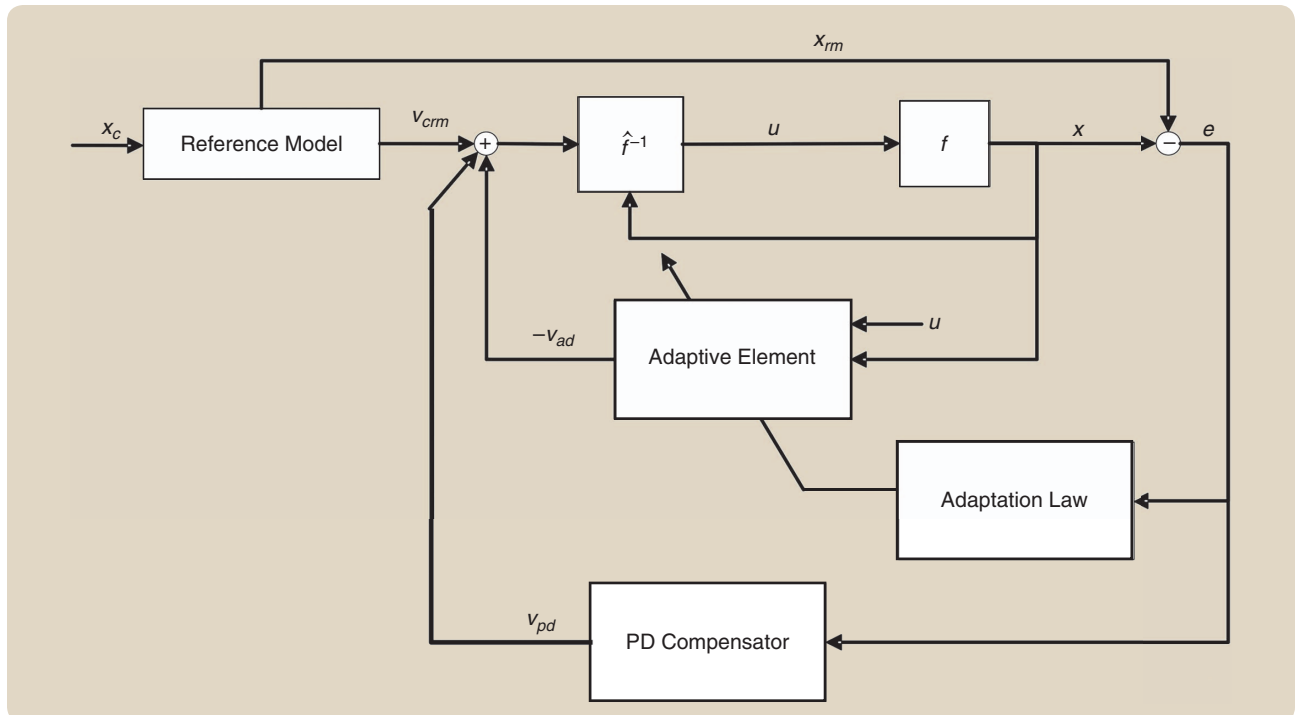 x_rm
x_c
Reference Model
v_crm
+
f̂⁻¹
u
f
x
−
e
−v_ad
Adaptive Element
u
Adaptation Law
v_pd
PD Compensator